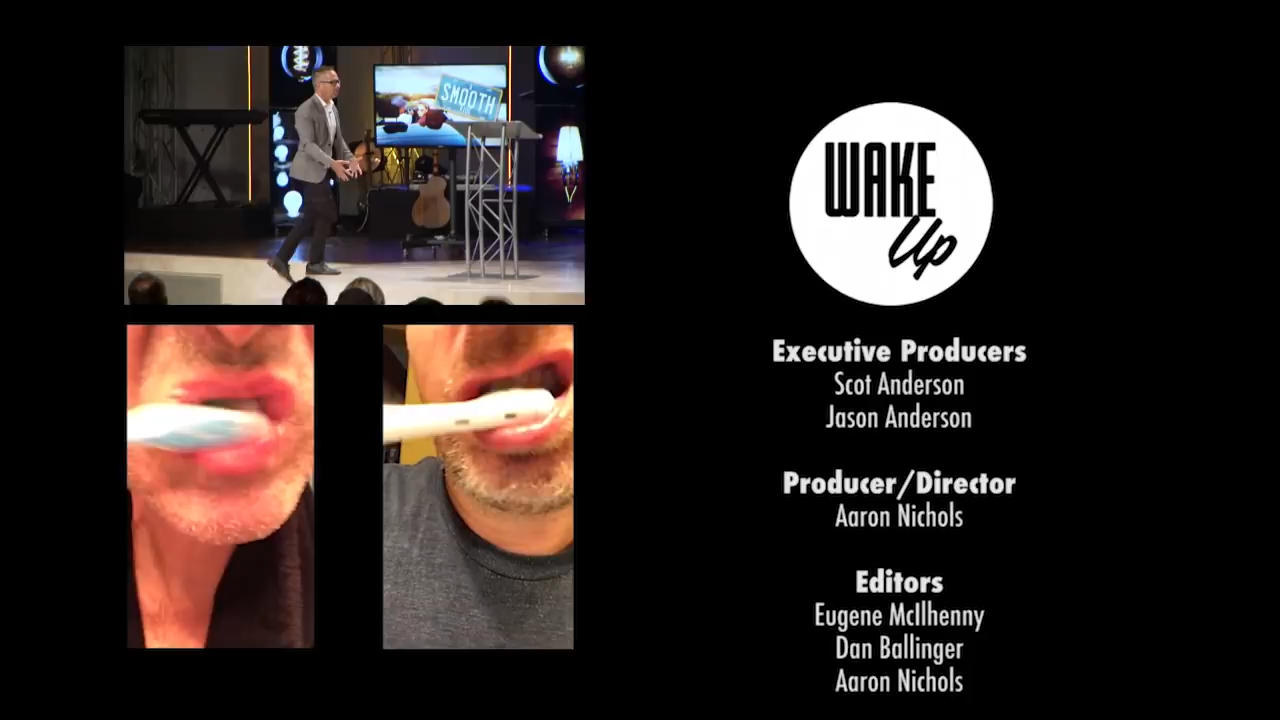 SMOOTH
WAKE
Up
Executive Producers
Scot Anderson
Jason Anderson
Producer/Director
Aaron Nichols
Editors
Eugene McIlhenny
Dan Ballinger
Aaron Nichols